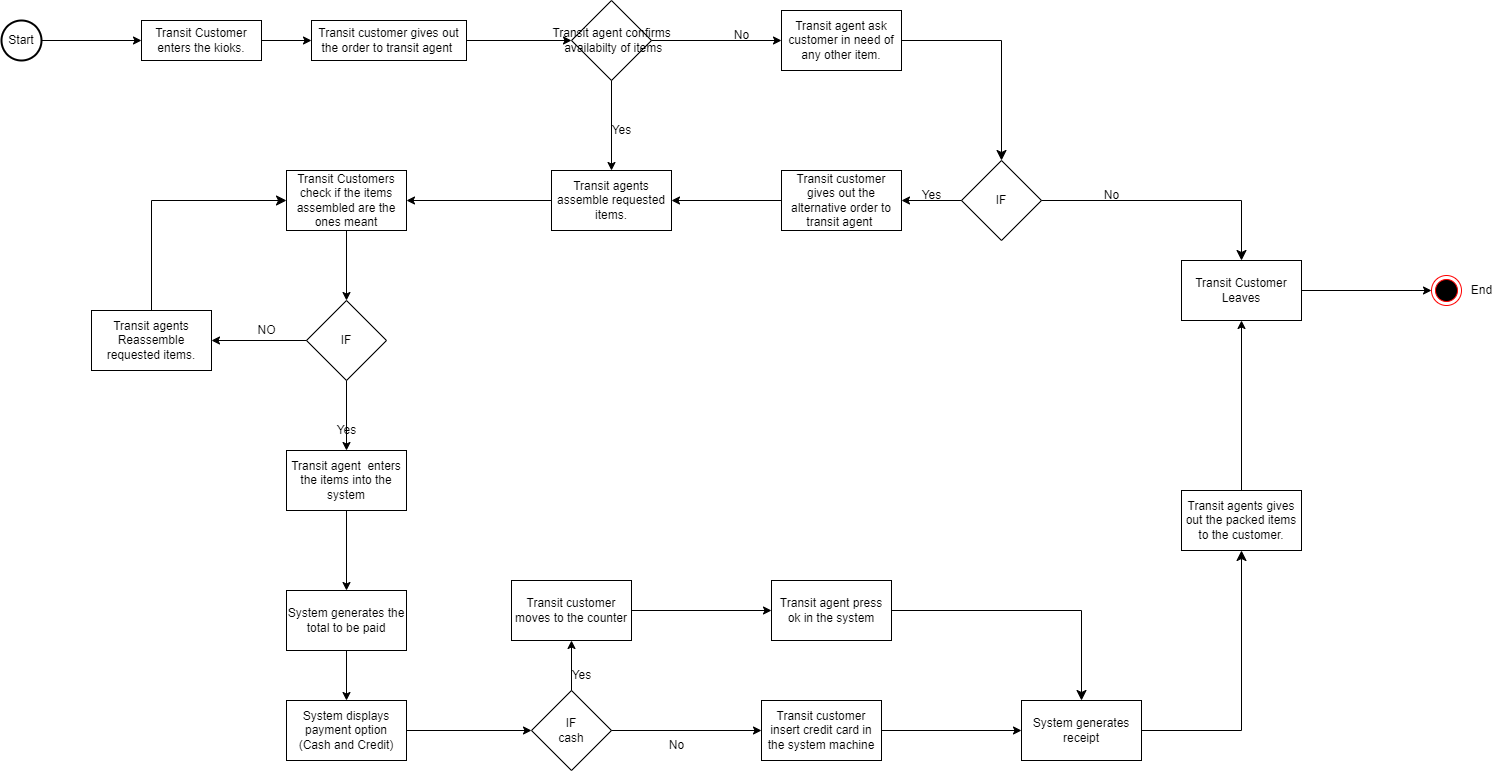 Start
Transit Customer
enters the kioks.
Transit customer gives out
the order to transit agent
Transit agent confirms
availabilty of items
No
Transit agent ask
customer in need of
any other item.
Yes
Transit Customers
check if the items
assembled are the
ones meant
Transit agents
assemble requested
items.
Transit customer
gives out the
alternative order to
transit agent
Yes
IF
No
Transit Customer
Leaves
End
Transit agents
Reassemble
requested items.
NO
IF
Yes
Transit agent  enters
the items into the
system
Transit agents gives
out the packed items
to the customer.
System generates the
total to be paid
Transit customer
moves to the counter
Transit agent press
ok in the system
Yes
System displays
payment option
(Cash and Credit)
IF
cash
No
Transit customer
insert credit card in
the system machine
System generates
receipt